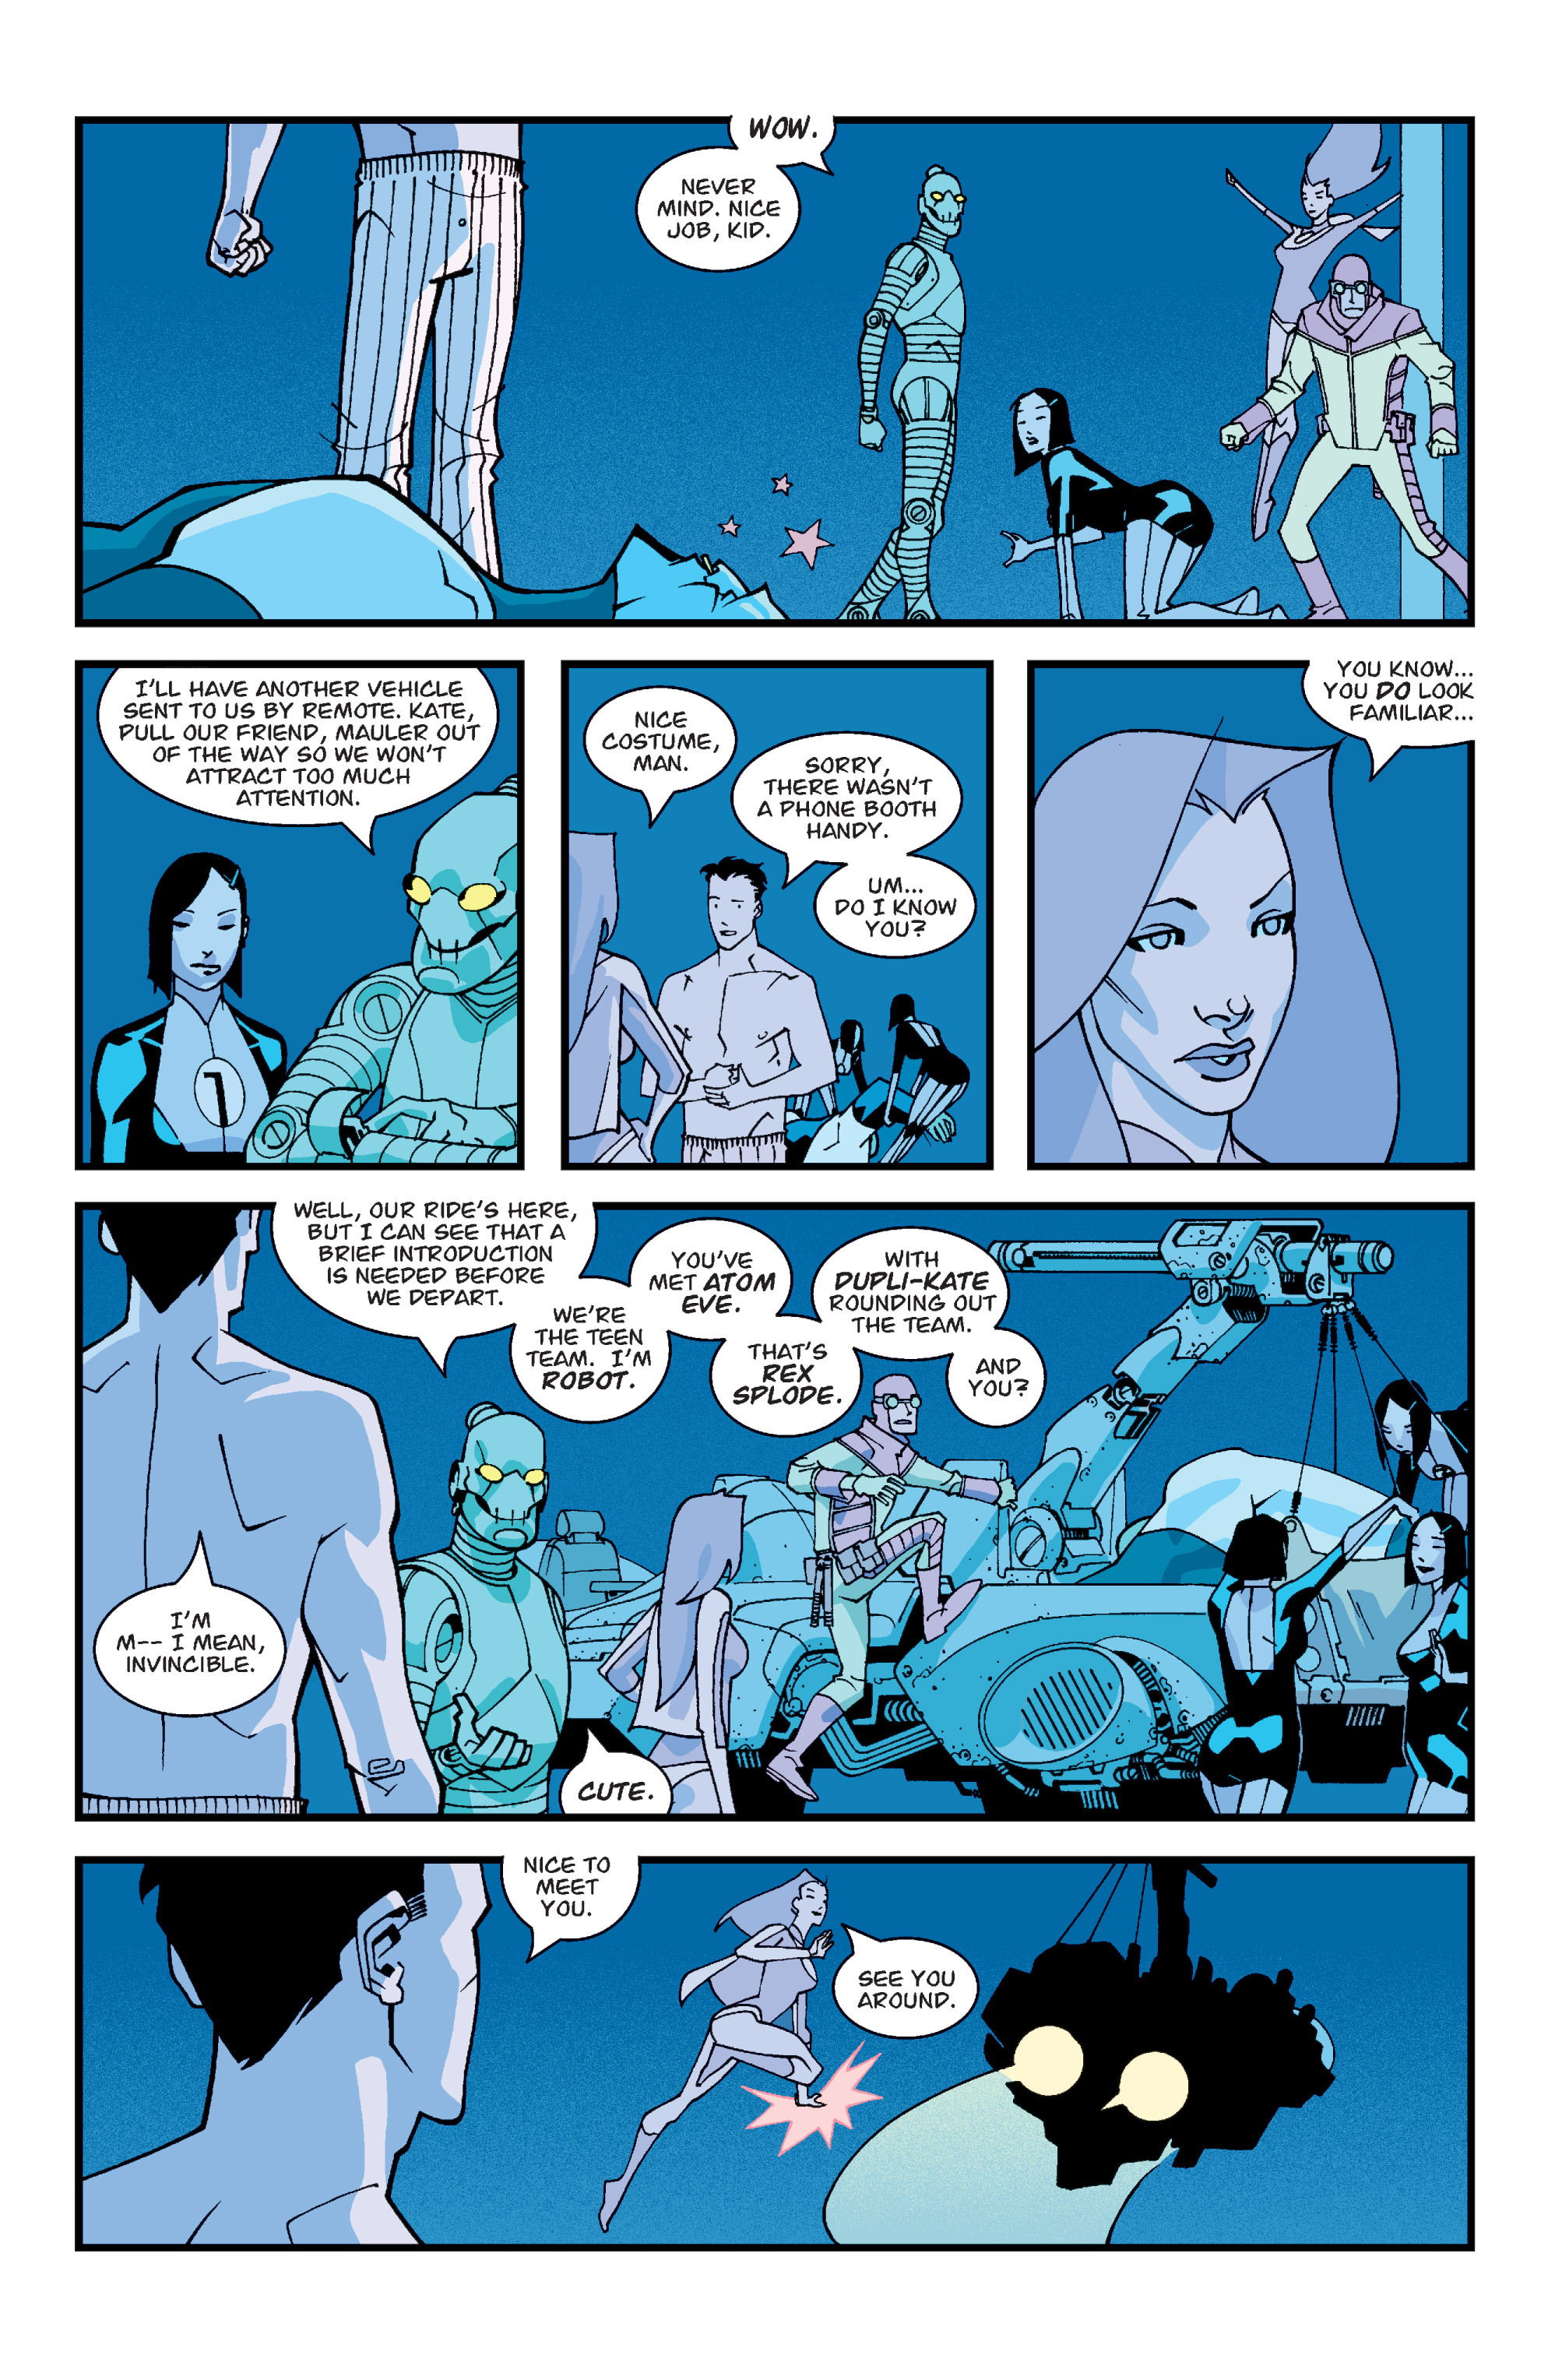 WOW.
NEVER
MIND. NICE
JOB, KID.
I'LL HAVE ANOTHER VEHICLE
SENT TO US BY REMOTE. KATE,
PULL OUR FRIEND, MAULER OUT
OF THE WAY SO WE WON'T
ATTRACT TOO MUCH
ATTENTION.
1
NICE
COSTUME,
MAN.
SORRY,
THERE WASN'T
A PHONE BOOTH
HANDY.
UM...
DO I KNOW
YOU?
YOU KNOW...
YOU DO LOOK
FAMILIAR...
WELL, OUR RIDE'S HERE,
BUT I CAN SEE THAT A
BRIEF INTRODUCTION
IS NEEDED BEFORE
WE DEPART.
WE'RE
THE TEEN
TEAM. I'M
ROBOT.
YOU'VE
MET ATOM
EVE.
THAT'S
REX
SPLODE.
WITH
DUPLI-KATE
ROUNDING OUT
THE TEAM.
AND
YOU?
I'M
M-- I MEAN,
INVINCIBLE.
CUTE.
NICE TO
MEET
YOU.
SEE YOU
AROUND.